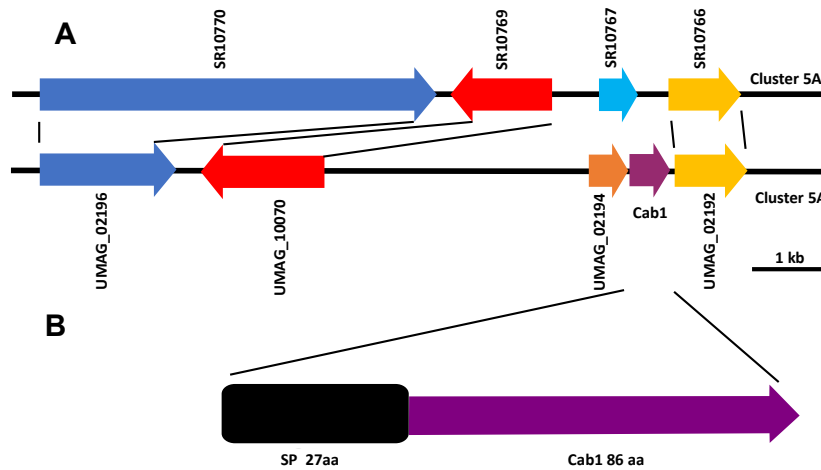 A
SR10770
SR10769
SR10767
SR10766
Cluster 5A
UMAG_02196
UMAG_10070
UMAG_02194
Cab1
UMAG_02192
Cluster 5A
1 kb
B
SP 27aa
Cab1 86 aa